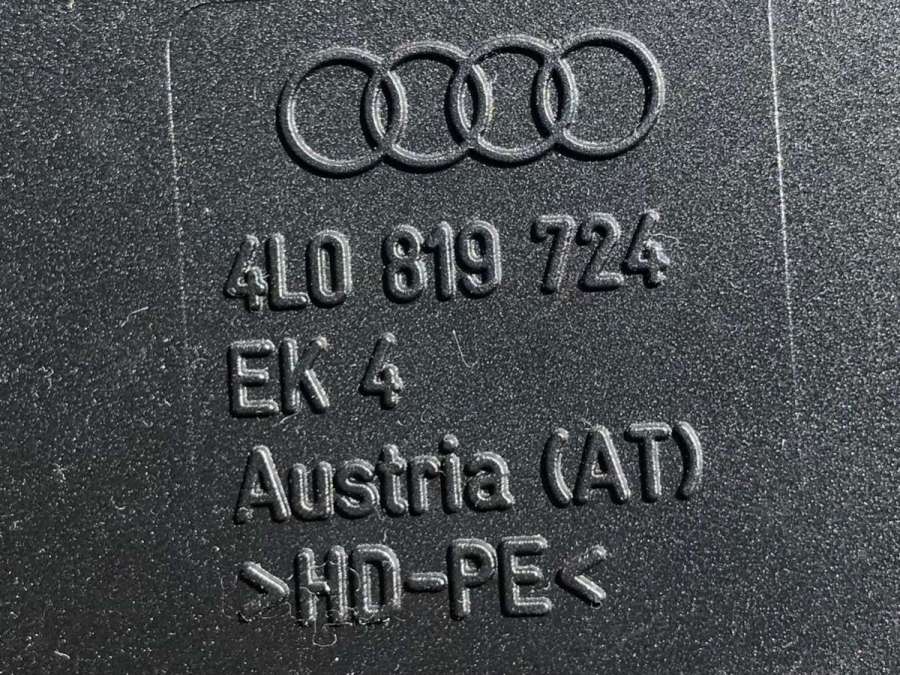 4L0 819 724
EK 4
Austria (AT)
>HD-PE<